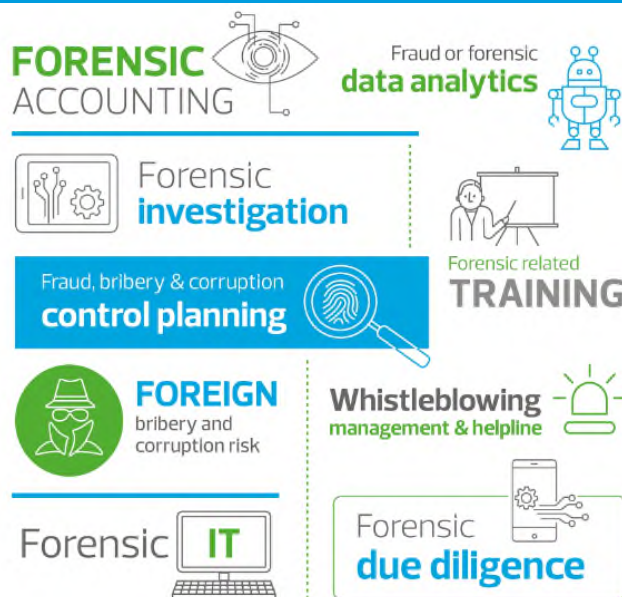 FORENSIC
ACCOUNTING
Fraud or forensic
data analytics
Forensic
investigation
Forensic related
TRAINING
Fraud, bribery & corruption
control planning
FOREIGN
bribery and
corruption risk
Whistleblowing
management & helpline
Forensic IT
Forensic
due diligence